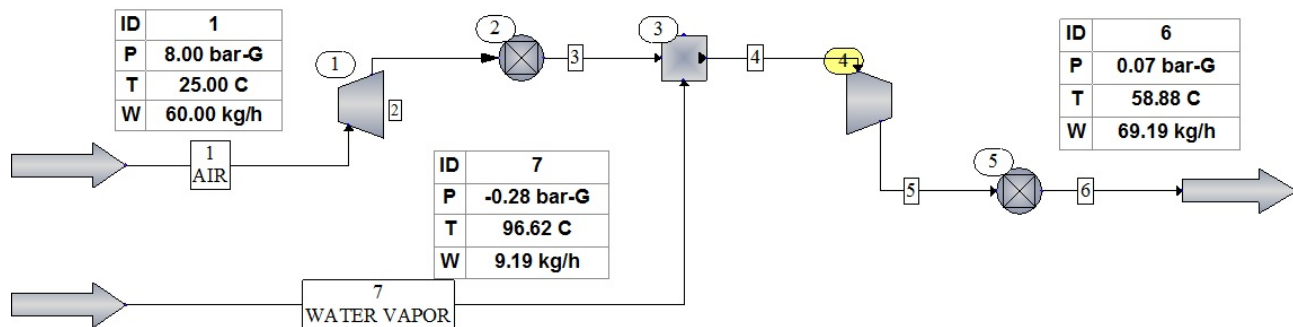 ID 1
P 8.00 bar-G
T 25.00 C
W 60.00 kg/h
1
2
1
AIR
2
3
3
4
ID 7
P -0.28 bar-G
T 96.62 C
W 9.19 kg/h
7
WATER VAPOR
4
5
5
6
ID 6
P 0.07 bar-G
T 58.88 C
W 69.19 kg/h